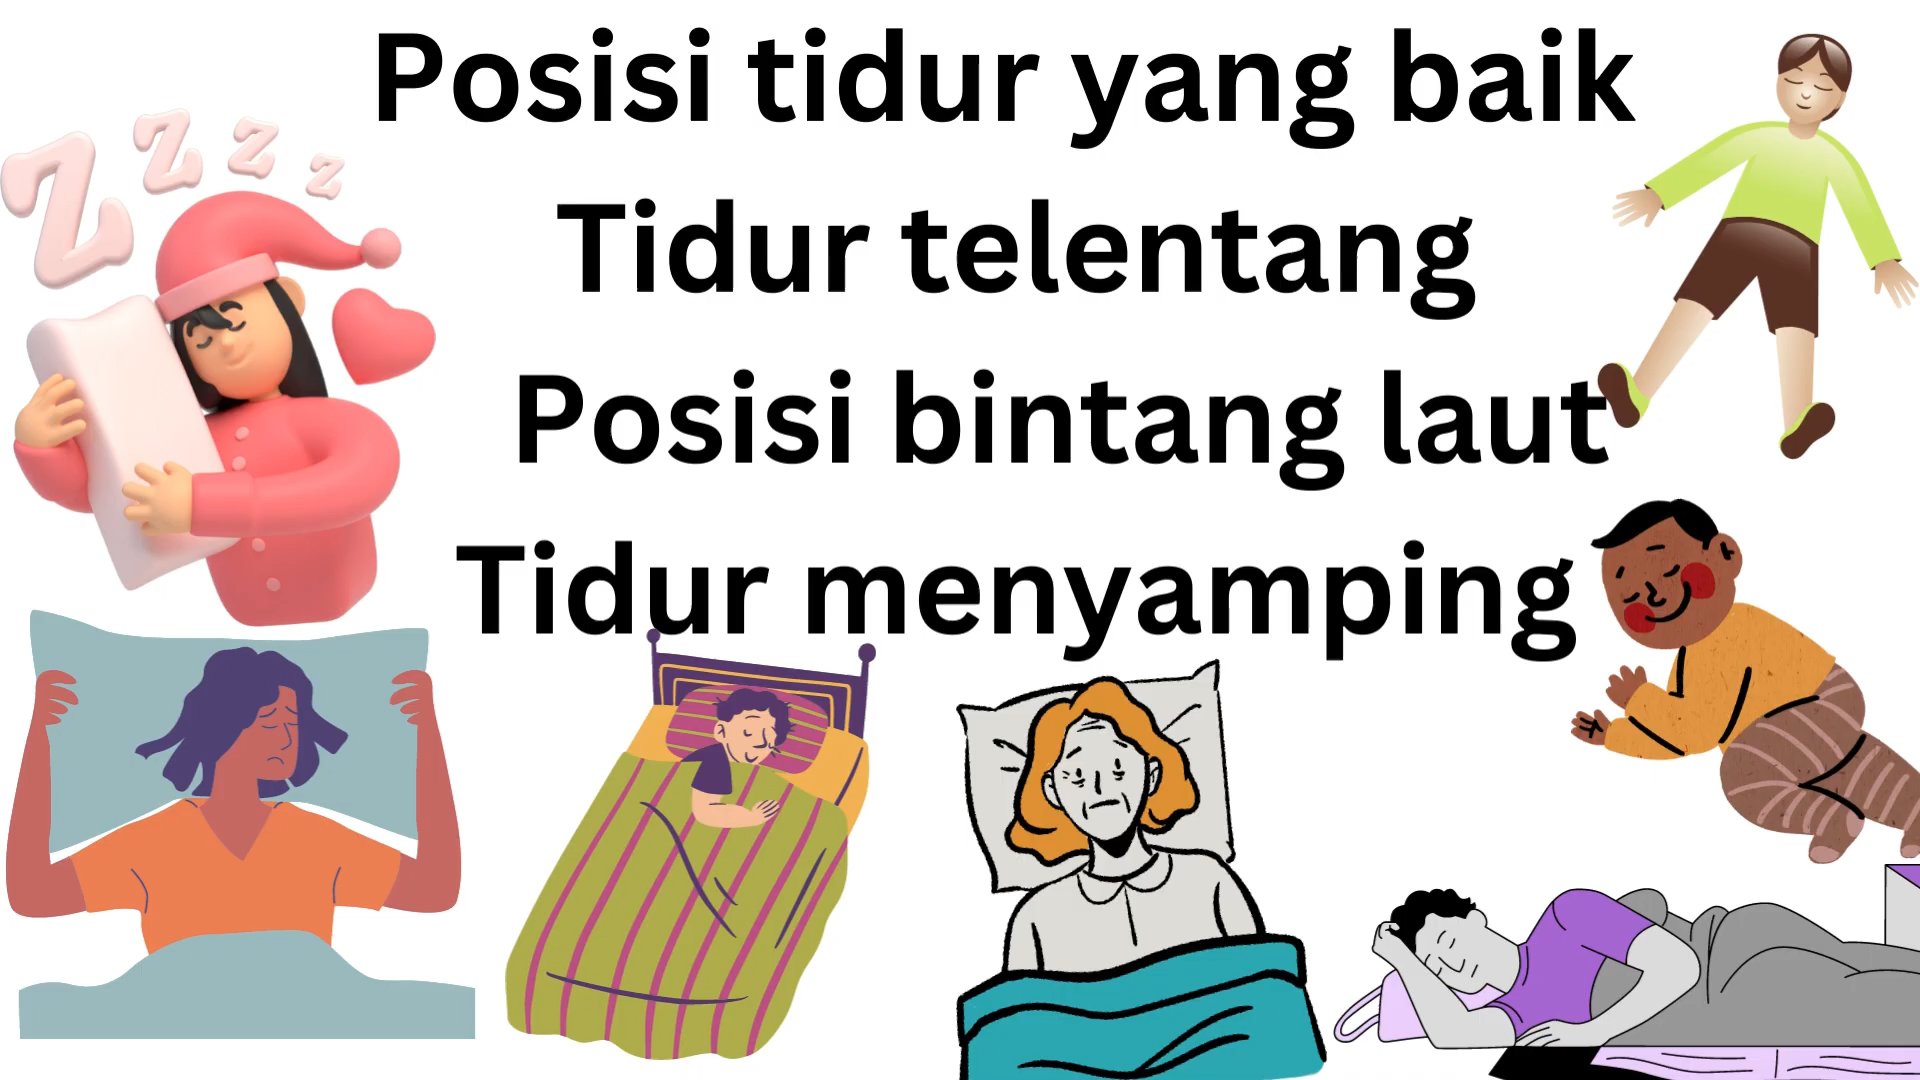 Posisi tidur yang baik
Tidur telentang
Posisi bintang laut
Tidur menyamping
Z Z Z Z